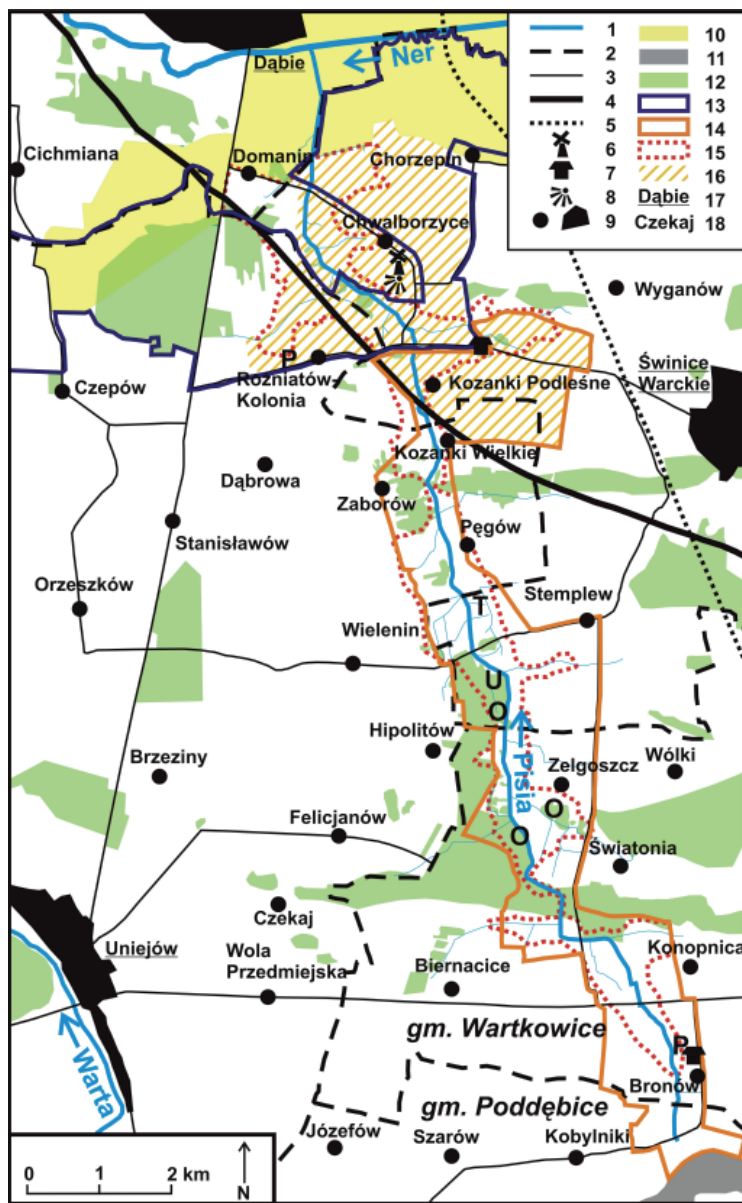 1 10
2 11
3 12
4 13
5 14
6 15
7 16
8 Dąbie 17
9 Czekaj 18
Dąbie
Ner
Cichmiana
Domanin
Chorzepin
Chwalborzyce
Wyganów
P
Rożniatów-
Kolonia
Kozanki Podleśne
Świnice
Warckie
Czepów
Kozanki Wielkie
Dąbrowa
Zaborów
Stanisławów
Pęgów
Orzeszków
T
Stemplew
Wielenin
U
O
Hipolitów
Pisia
Brzeziny
Zelgoszcz
Wólki
O
Felicjanów
O
Światonia
Czekaj
Uniejów
Wola
Przedmiejska
Biernacice
Konopnica
gm. Wartkowice
Warta
P
Bronów
gm. Poddębice
Józefów
Szarów
Kobylniki
0 1 2 km
N